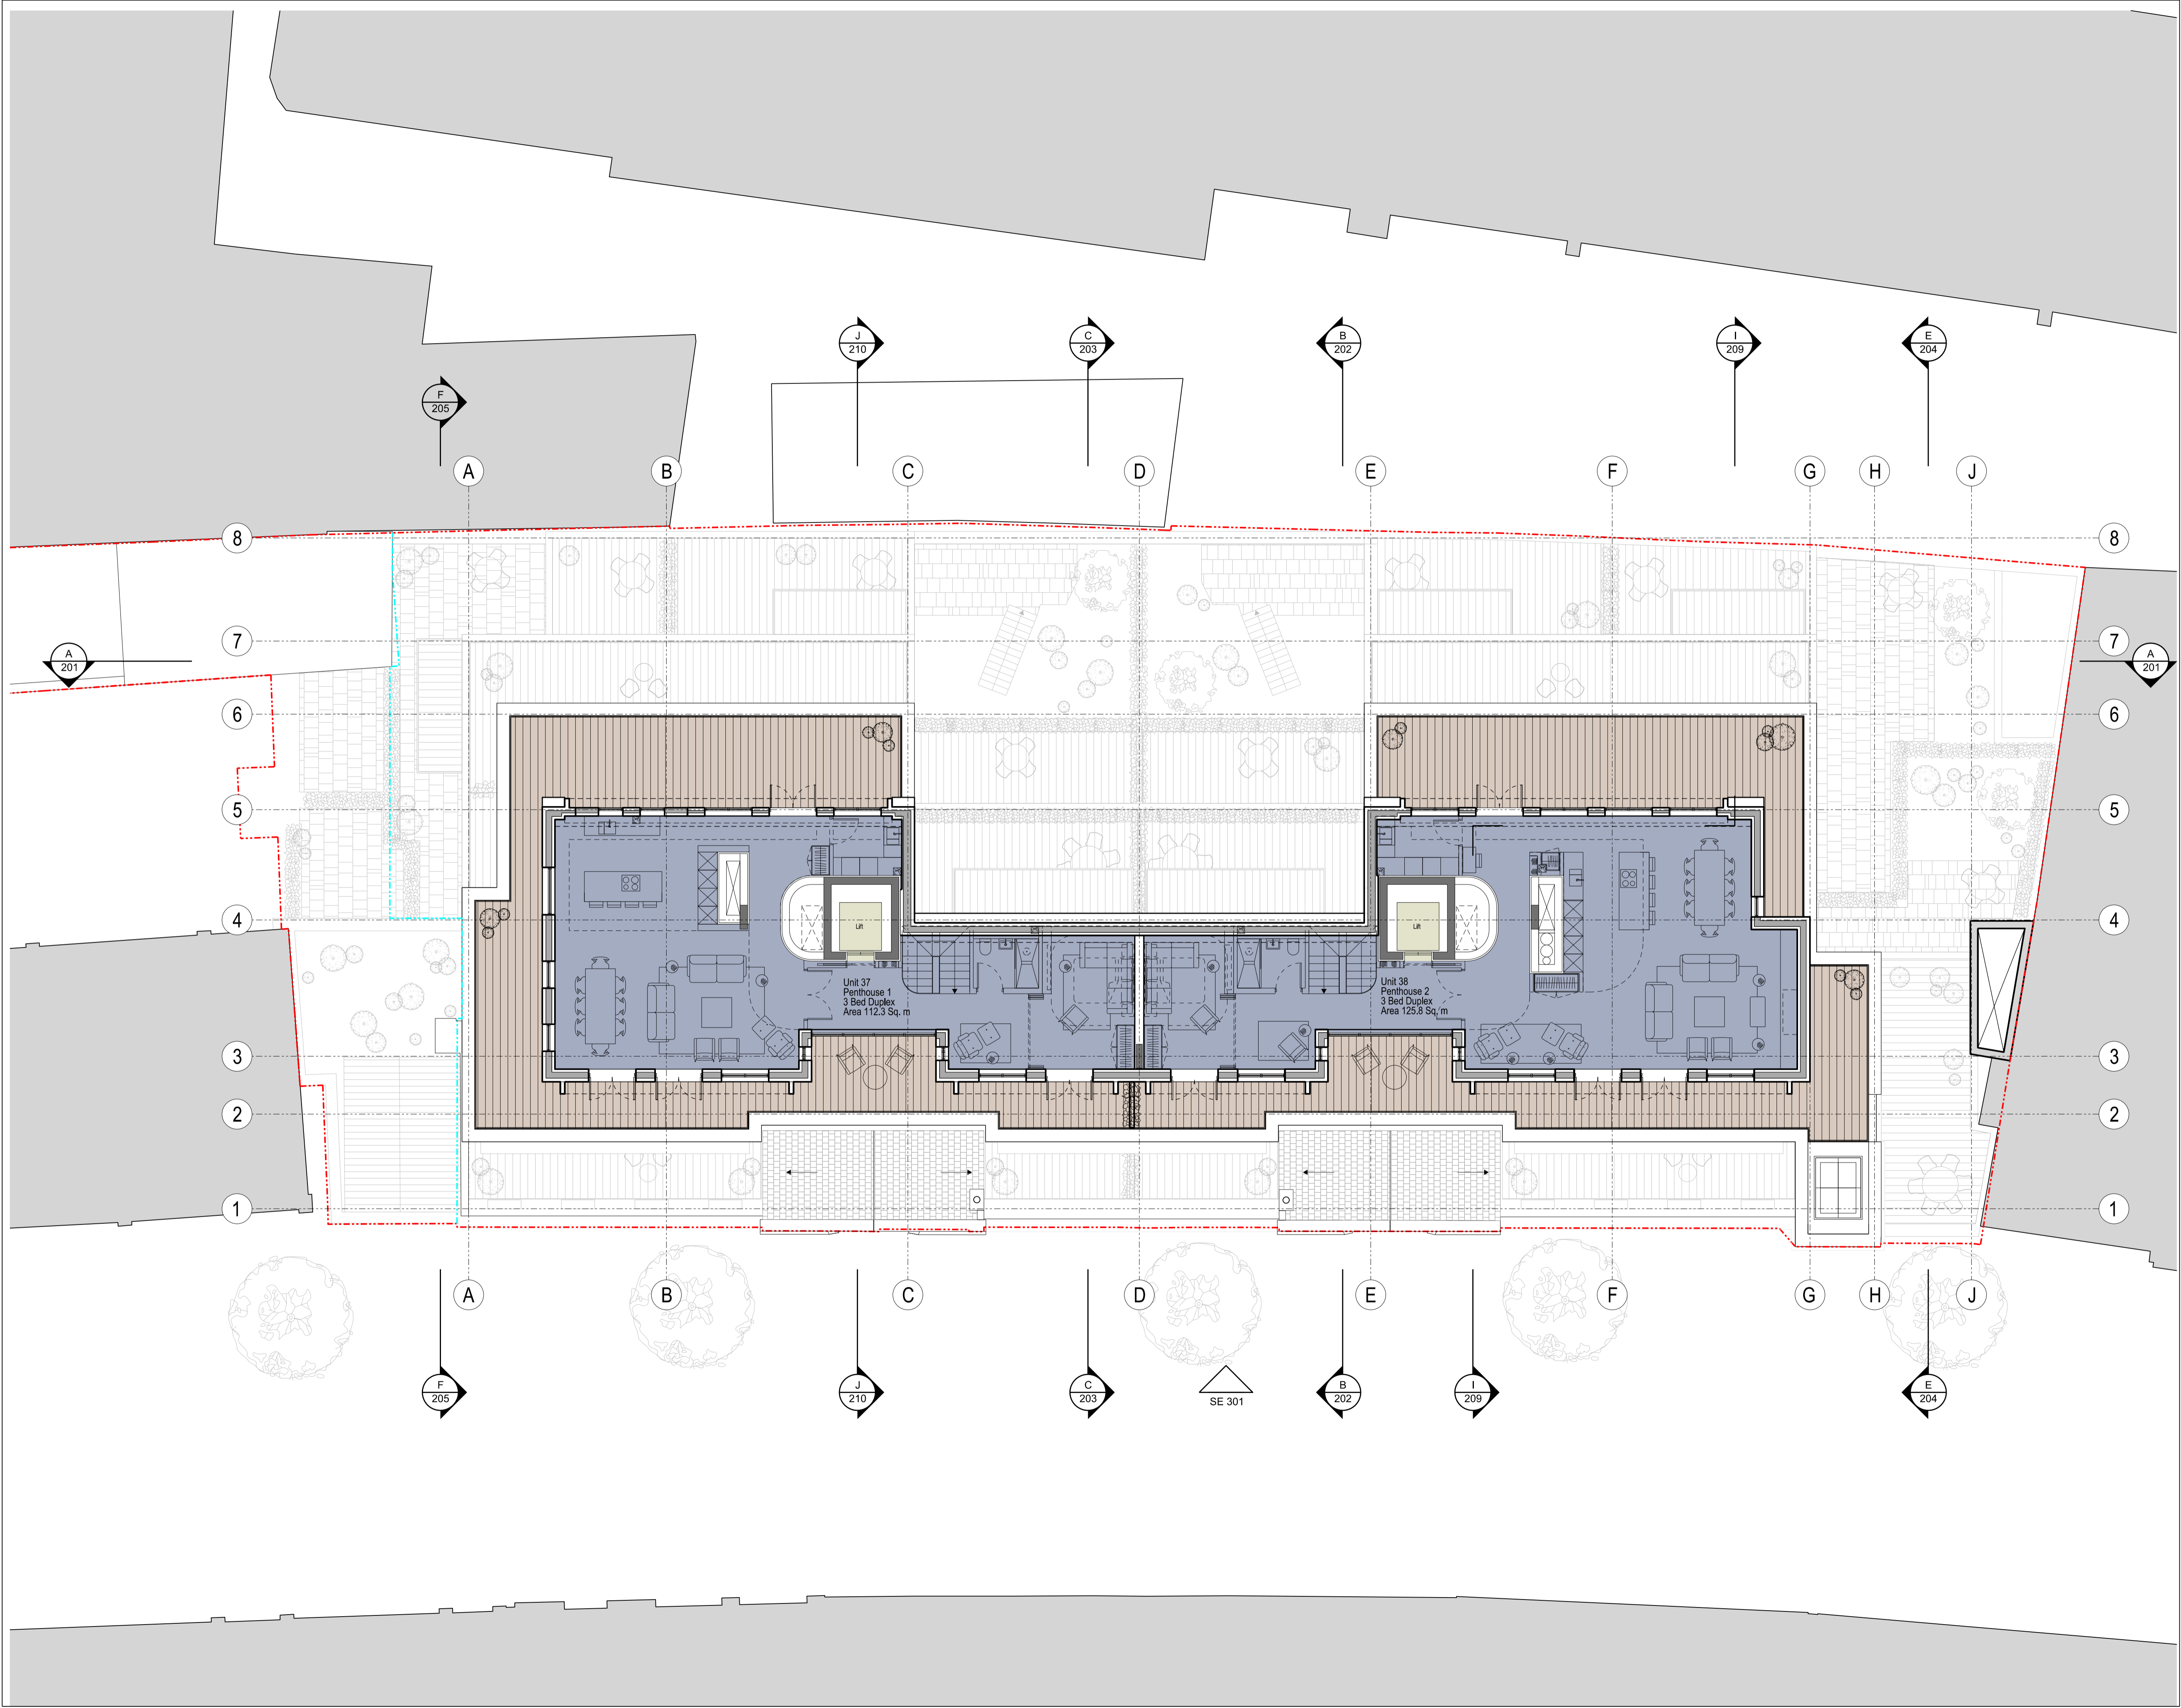 J
210
C
203
B
202
I
209
E
204
F
205
A
B
C
D
E
F
G
H
J
8
8
7
7
A
201
A
201
6
6
5
5
4
4
Lift
Lift
Unit 37
Penthouse 1
3 Bed Duplex
Area 112.3 Sq. m
Unit 38
Penthouse 2
3 Bed Duplex
Area 125.8 Sq. m
3
3
2
2
1
1
A
B
C
D
E
F
G
H
J
F
205
J
210
C
203
SE 301
B
202
I
209
E
204